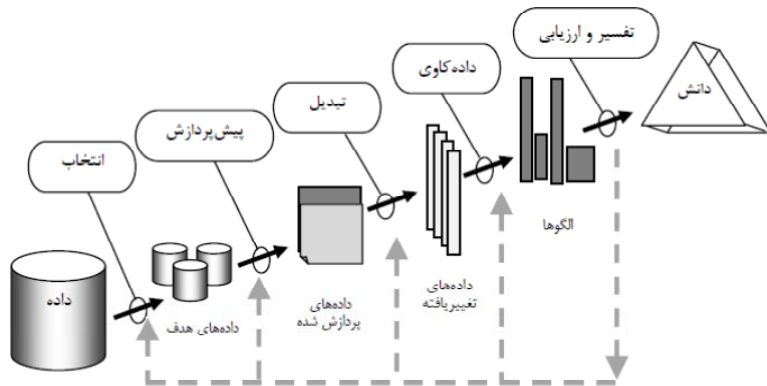 تفسیر و ارزیابی
دانش
داده‌کاوی
تبدیل
پیش‌پردازش
انتخاب
الگوها
داده‌های
تغییریافته
داده‌های
پردازش شده
داده‌های هدف
داده